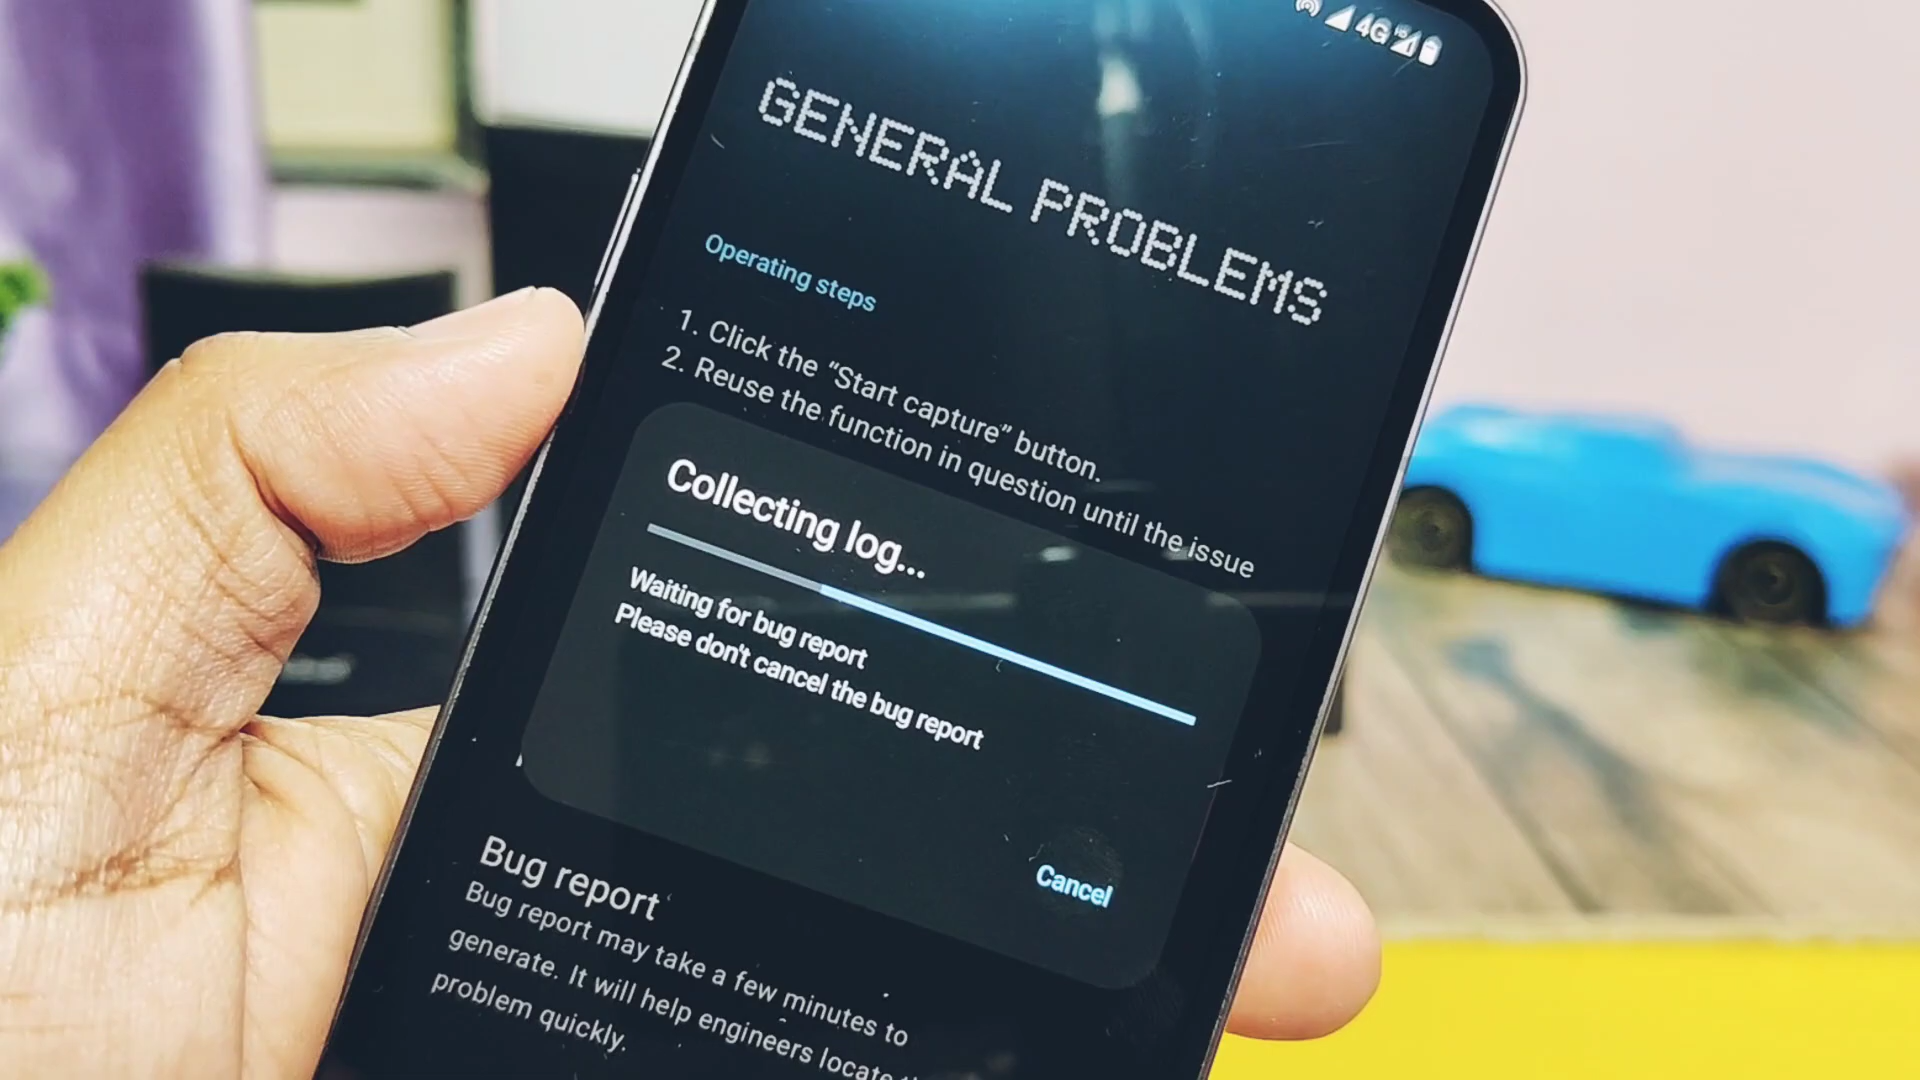 4G
GENERAL PROBLEMS
Operating steps
1. Click the “Start capture” button.
2. Reuse the function in question until the issue
Collecting log...
Waiting for bug report
Please don't cancel the bug report
Cancel
Bug report
Bug report may take a few minutes to
generate. It will help engineers locate
problem quickly.